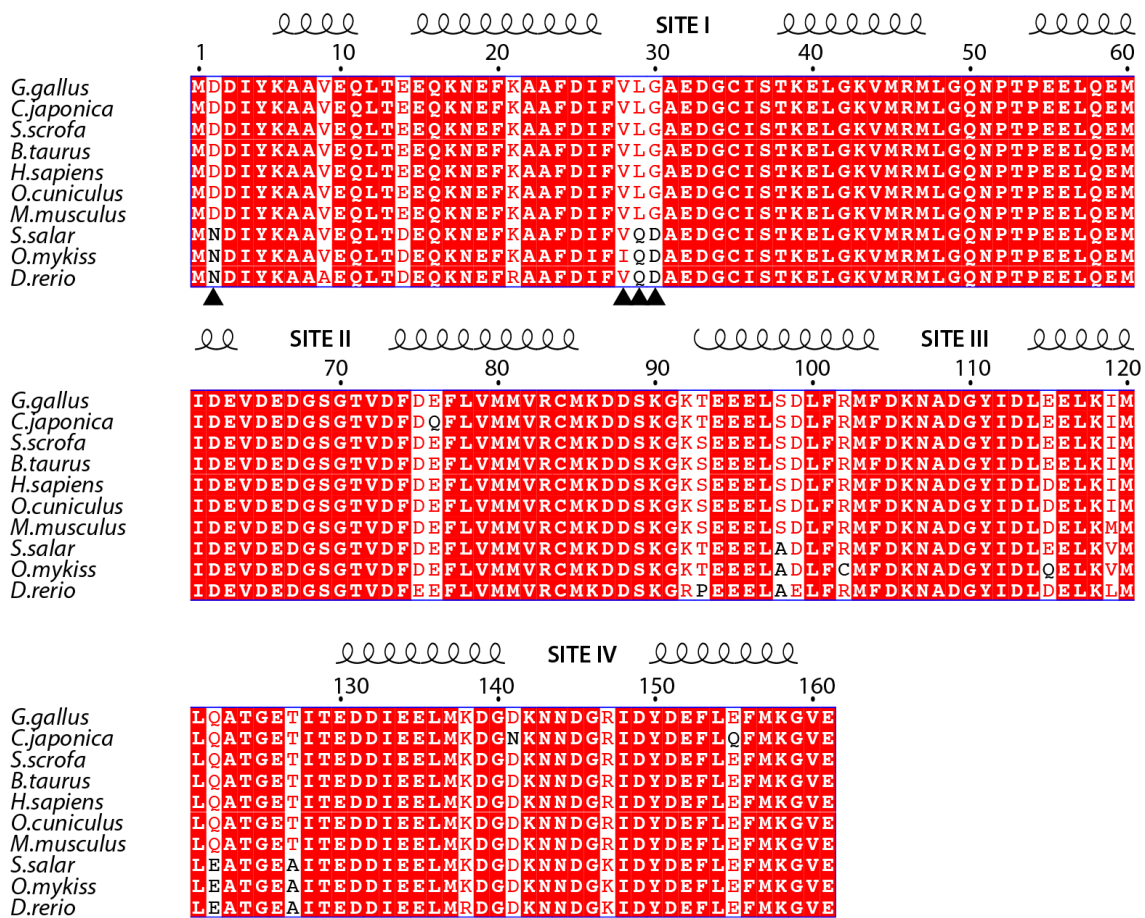 SITE I
1 10 20 30 40 50 60
G.gallus MDDIYKAAVEQLTEEQKNEFKAAFDIFVLGAEDGCISTKELGKVMRMLGQNPTPEELQEM
C.japonica MDDIYKAAVEQLTEEQKNEFKAAFDIFVLGAEDGCISTKELGKVMRMLGQNPTPEELQEM
S.scrofa MDDIYKAAVEQLTEEQKNEFKAAFDIFVLGAEDGCISTKELGKVMRMLGQNPTPEELQEM
B.taurus MDDIYKAAVEQLTEEQKNEFKAAFDIFVLGAEDGCISTKELGKVMRMLGQNPTPEELQEM
H.sapiens MDDIYKAAVEQLTEEQKNEFKAAFDIFVLGAEDGCISTKELGKVMRMLGQNPTPEELQEM
O.cuniculus MDDIYKAAVEQLTEEQKNEFKAAFDIFVLGAEDGCISTKELGKVMRMLGQNPTPEELQEM
M.musculus MDDIYKAAVEQLTEEQKNEFKAAFDIFVLGAEDGCISTKELGKVMRMLGQNPTPEELQEM
S.salar MNDIYKAAVEQLTDEQKNEFKAAFDIFVQDAEDGCISTKELGKVMRMLGQNPTPEELQEM
O.mykiss MNDIYKAAVEQLTDEQKNEFKAAFDIFIQDAEDGCISTKELGKVMRMLGQNPTPEELQEM
D.rerio MNDIYKAAAEQLTDEQKNEFRAAFDIFVQDAEDGCISTKELGKVMRMLGQNPTPEELQEM
SITE II SITE III
70 80 90 100 110 120
G.gallus IDEVDEDGSGTVDFDEFLVMMVRCMKDDSKGKTEEELSDLFRMFDKNADGYIDLEELKIM
C.japonica IDEVDEDGSGTVDFDQFLVMMVRCMKDDSKGKTEEELSDLFRMFDKNADGYIDLEELKIM
S.scrofa IDEVDEDGSGTVDFDEFLVMMVRCMKDDSKGKSEEELSDLFRMFDKNADGYIDLEELKIM
B.taurus IDEVDEDGSGTVDFDEFLVMMVRCMKDDSKGKSEEELSDLFRMFDKNADGYIDLEELKIM
H.sapiens IDEVDEDGSGTVDFDEFLVMMVRCMKDDSKGKSEEELSDLFRMFDKNADGYIDLDELKIM
O.cuniculus IDEVDEDGSGTVDFDEFLVMMVRCMKDDSKGKSEEELSDLFRMFDKNADGYIDLDELKIM
M.musculus IDEVDEDGSGTVDFDEFLVMMVRCMKDDSKGKSEEELSDLFRMFDKNADGYIDLDELKMM
S.salar IDEVDEDGSGTVDFDEFLVMMVRCMKDDSKGKTEEELADLFRMFDKNADGYIDLEELKVM
O.mykiss IDEVDEDGSGTVDFDEFLVMMVRCMKDDSKGKTEEELADLFCMFDKNADGYIDLQELKVM
D.rerio IDEVDEDGSGTVDFEEFLVMMVRCMKDDSKGRPEEELAELFRMFDKNADGYIDLDELKLM
SITE IV
130 140 150 160
G.gallus LQATGETITEDDIEELMKDGDKNNDGRIDYDEFLEFMKGVE
C.japonica LQATGETITEDDIEELMKDGNKNNDGRIDYDEFLQFMKGVE
S.scrofa LQATGETITEDDIEELMKDGDKNNDGRIDYDEFLEFMKGVE
B.taurus LQATGETITEDDIEELMKDGDKNNDGRIDYDEFLEFMKGVE
H.sapiens LQATGETITEDDIEELMKDGDKNNDGRIDYDEFLEFMKGVE
O.cuniculus LQATGETITEDDIEELMKDGDKNNDGRIDYDEFLEFMKGVE
M.musculus LQATGETITEDDIEELMKDGDKNNDGRIDYDEFLEFMKGVE
S.salar LEATGEAITEDDIEELMKDGDKNNDGKIDYDEFLEFMKGVE
O.mykiss LEATGEAITEDDIEELMKDGDKNNDGKIDYDEFLEFMKGVE
D.rerio LEATGEAITEDDIEELMRDGDKNNDGKIDYDEFLEFMKGVE